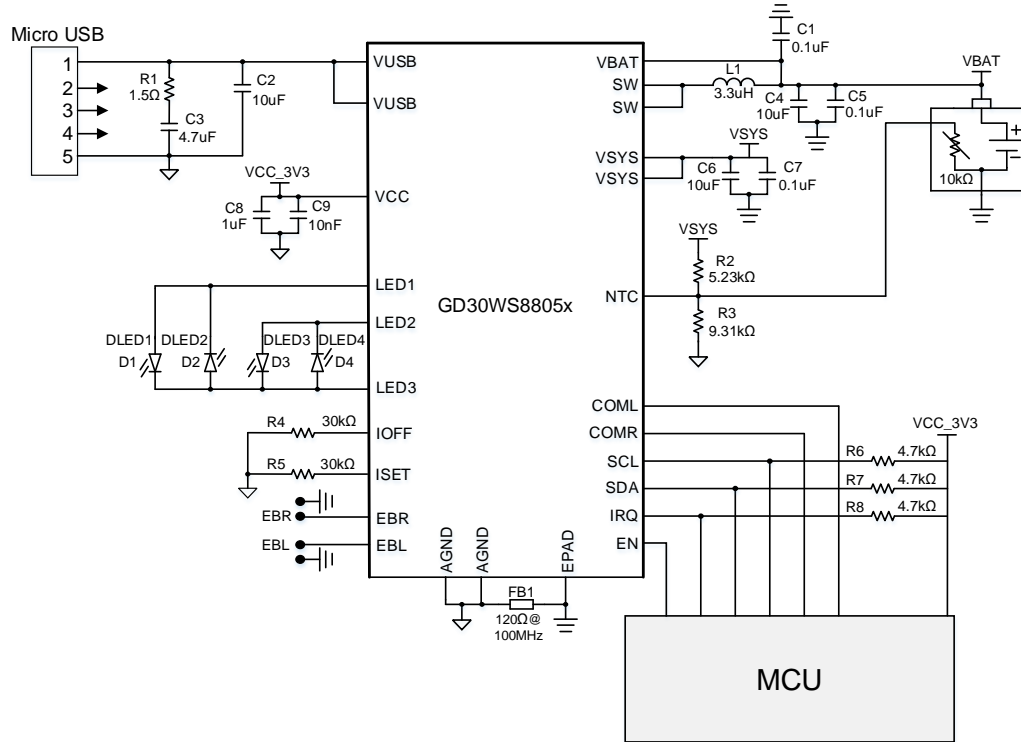 Micro USB
1
2
3
4
5
R1
1.5Ω
C3
4.7uF
C2
10uF
VCC_3V3
C8
1uF
C9
10nF
DLED1
D1
DLED2
D2
DLED3
D3
DLED4
D4
R4
30kΩ
R5
30kΩ
EBR
EBL
VUSB
VUSB
VCC
LED1
LED2
LED3
IOFF
ISET
EBR
EBL
AGND
AGND
EPAD
GD30WS8805x
VBAT
SW
SW
VSYS
VSYS
NTC
COML
COMR
SCL
SDA
IRQ
EN
FB1
120Ω@
100MHz
C1
0.1uF
L1
3.3uH
C4
10uF
C5
0.1uF
VBAT
+
10kΩ
VSYS
C6
10uF
C7
0.1uF
VSYS
R2
5.23kΩ
R3
9.31kΩ
VCC_3V3
R6
4.7kΩ
R7
4.7kΩ
R8
4.7kΩ
MCU